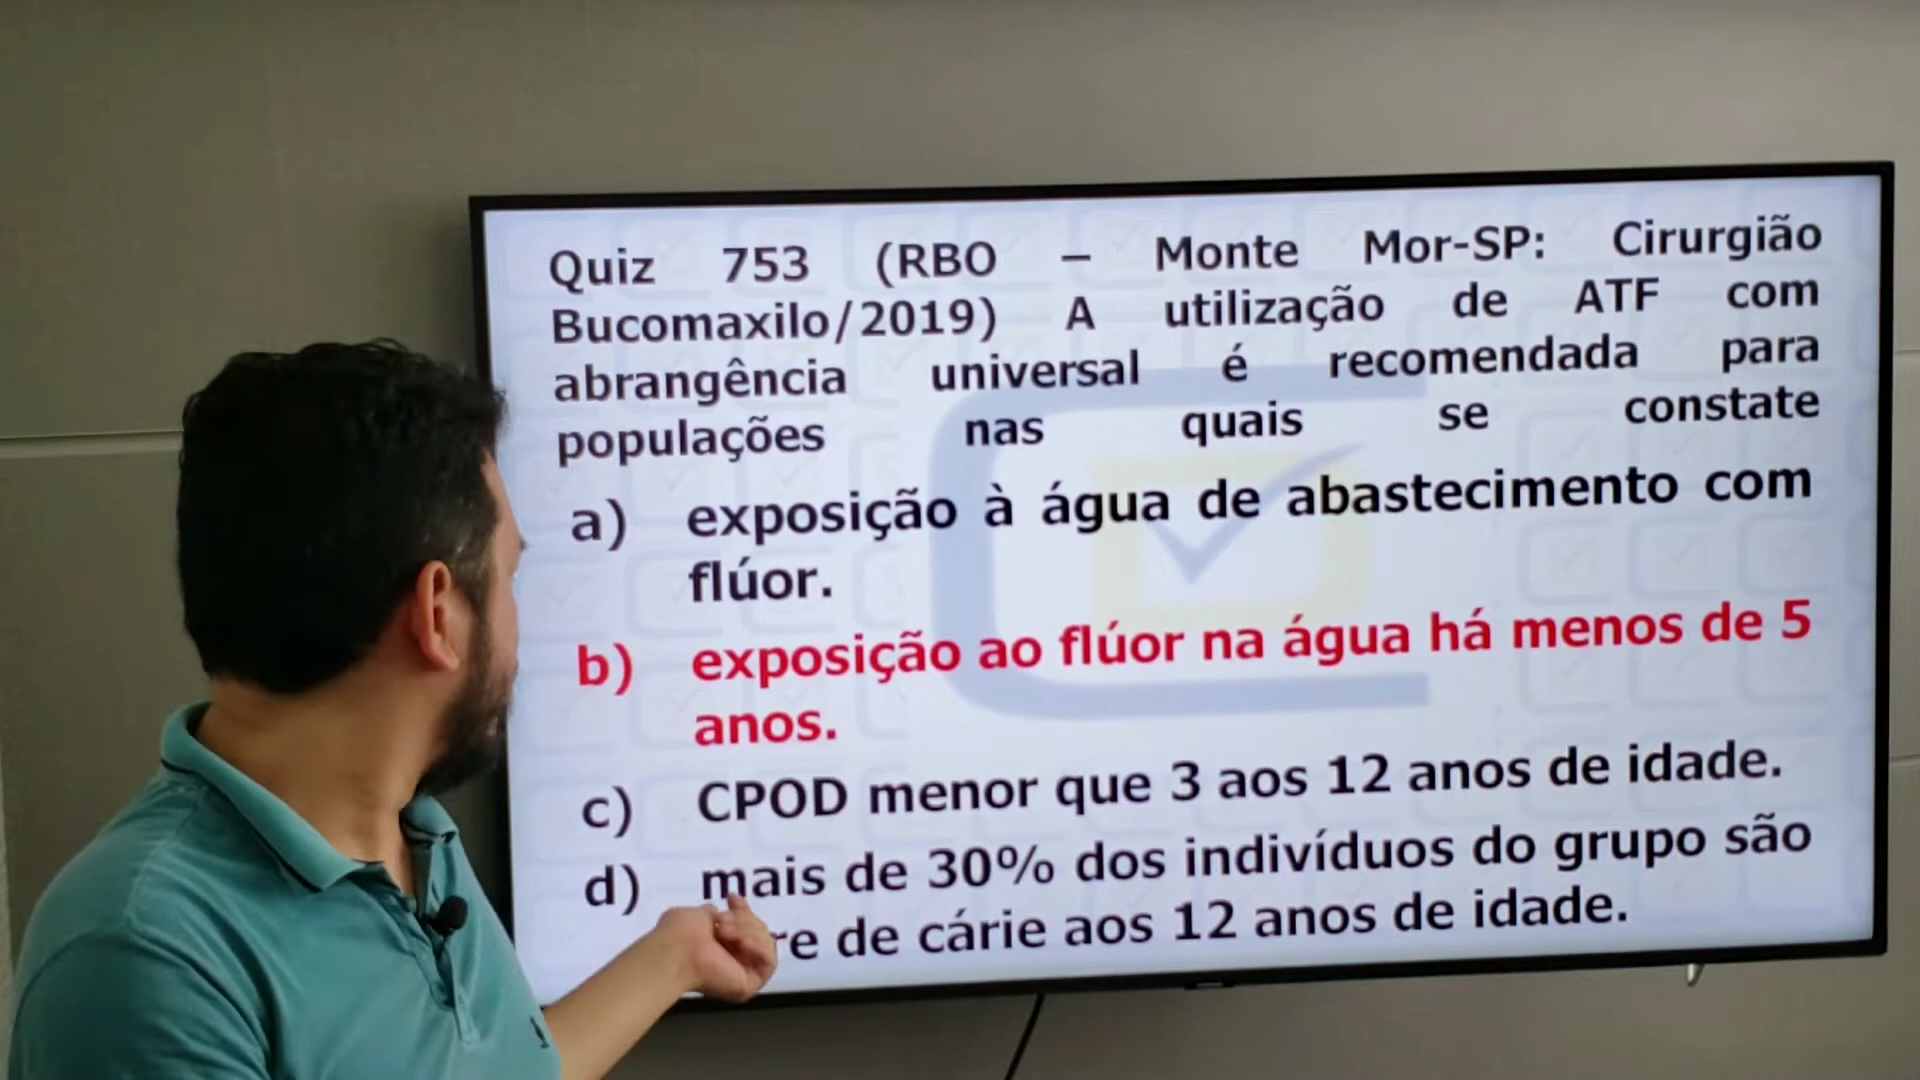 Quiz 753 (RBO – Monte Mor-SP: Cirurgião
Bucomaxilo/2019) A utilização de ATF com
abrangência universal é recomendada para
populações nas quais se constate
a) exposição à água de abastecimento com
flúor.
b) exposição ao flúor na água há menos de 5
anos.
c) CPOD menor que 3 aos 12 anos de idade.
d) mais de 30% dos indivíduos do grupo são
re de cárie aos 12 anos de idade.